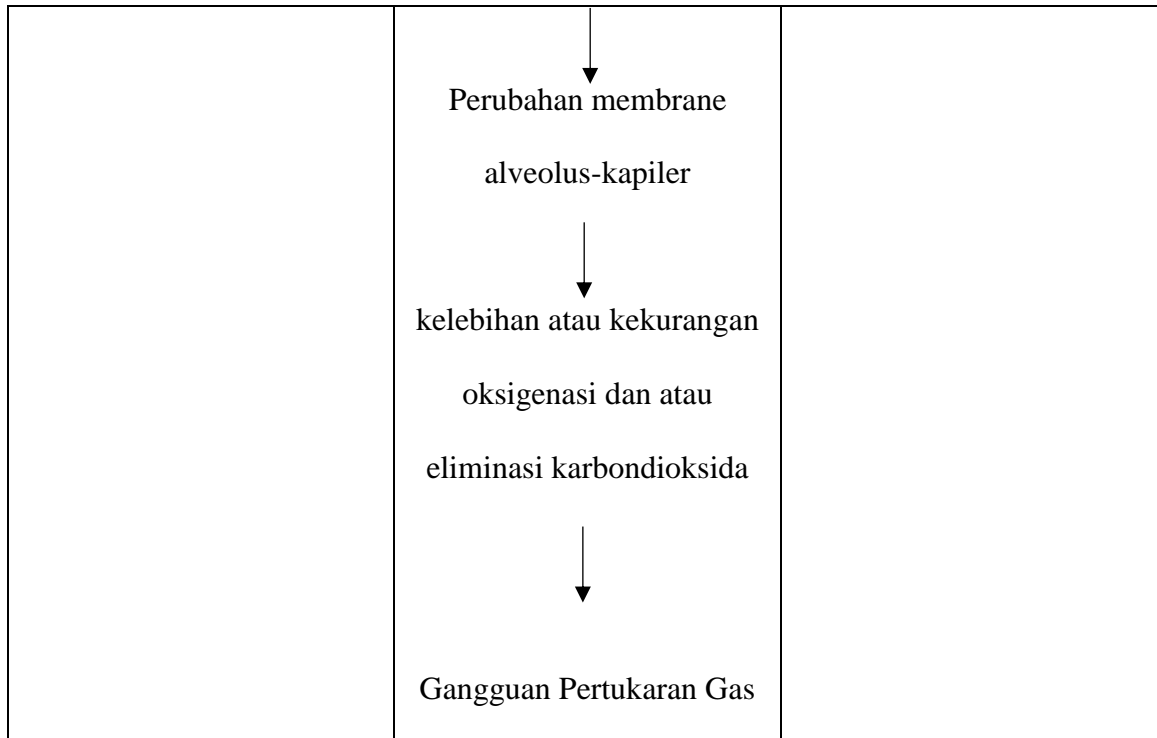 Perubahan membrane
alveolus-kapiler
kelebihan atau kekurangan
oksigenasi dan atau
eliminasi karbondioksida
Gangguan Pertukaran Gas